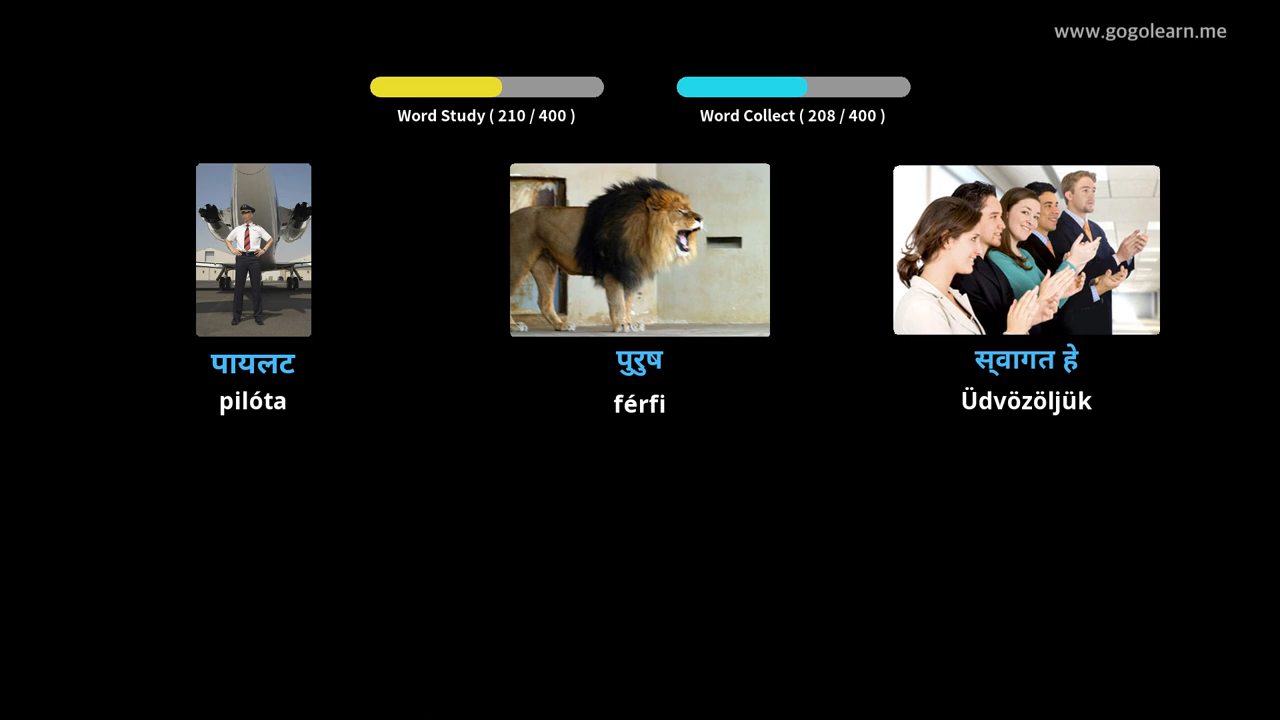 www.gogolearn.me
Word Study ( 210 / 400 )
Word Collect ( 208 / 400 )
पायलट
पुरुष
स्वागत हे
pilóta
férfi
Üdvözöljük